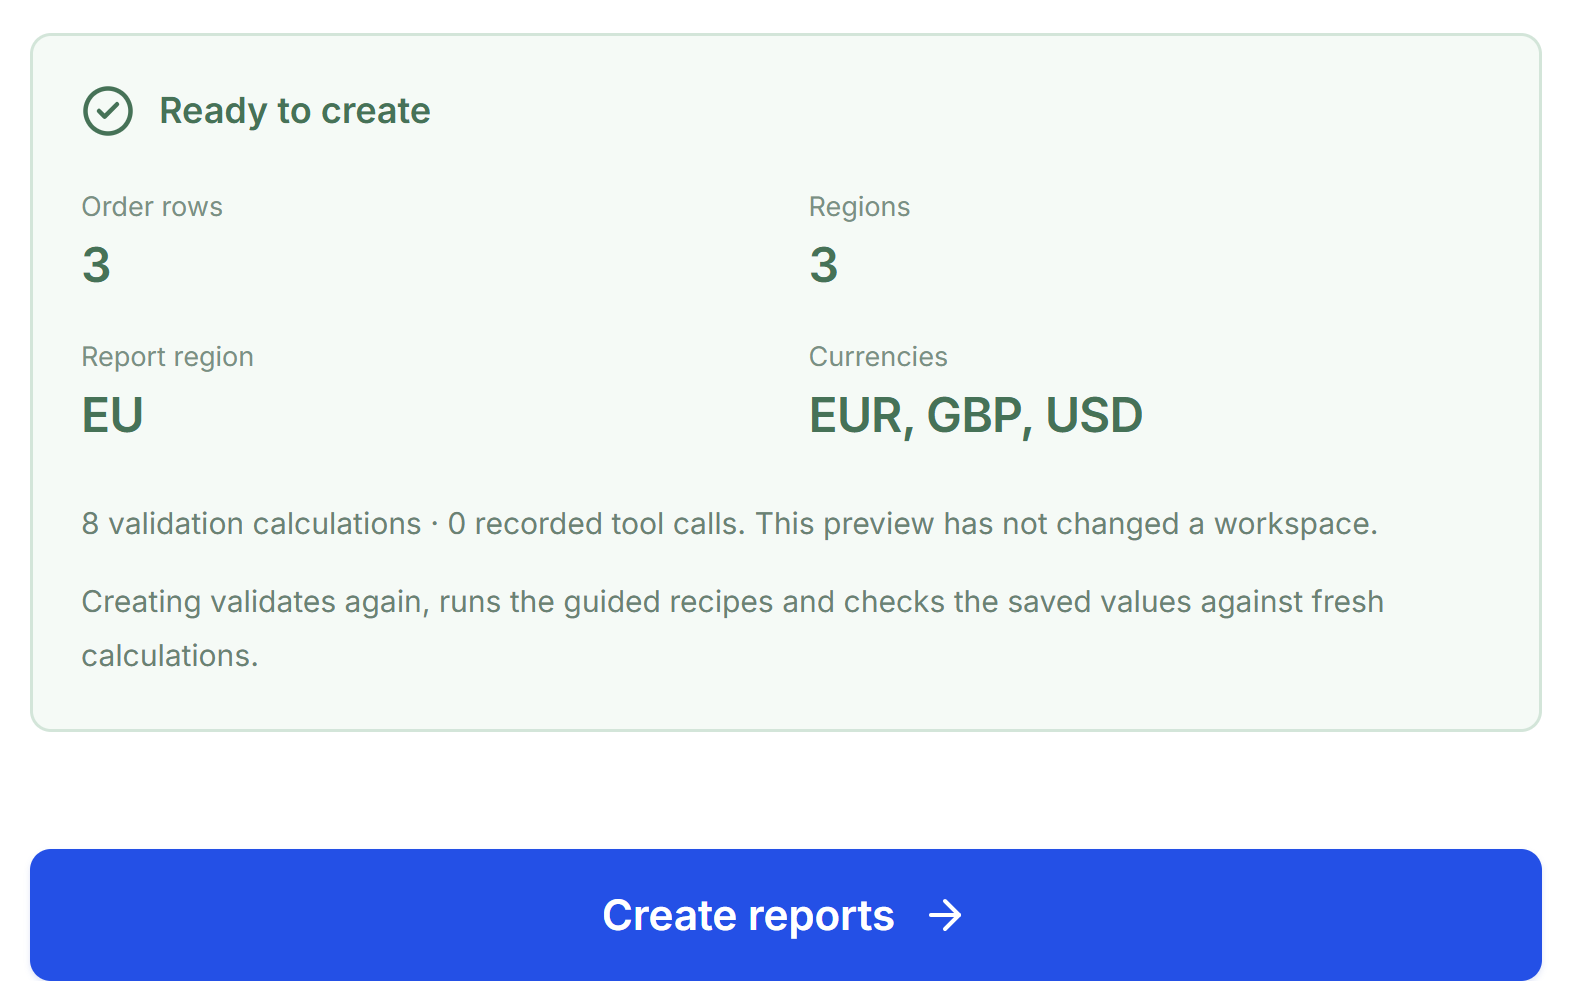 Ready to create
Order rows
3
Regions
3
Report region
EU
Currencies
EUR, GBP, USD
8 validation calculations · 0 recorded tool calls. This preview has not changed a workspace.
Creating validates again, runs the guided recipes and checks the saved values against fresh
calculations.
Create reports →